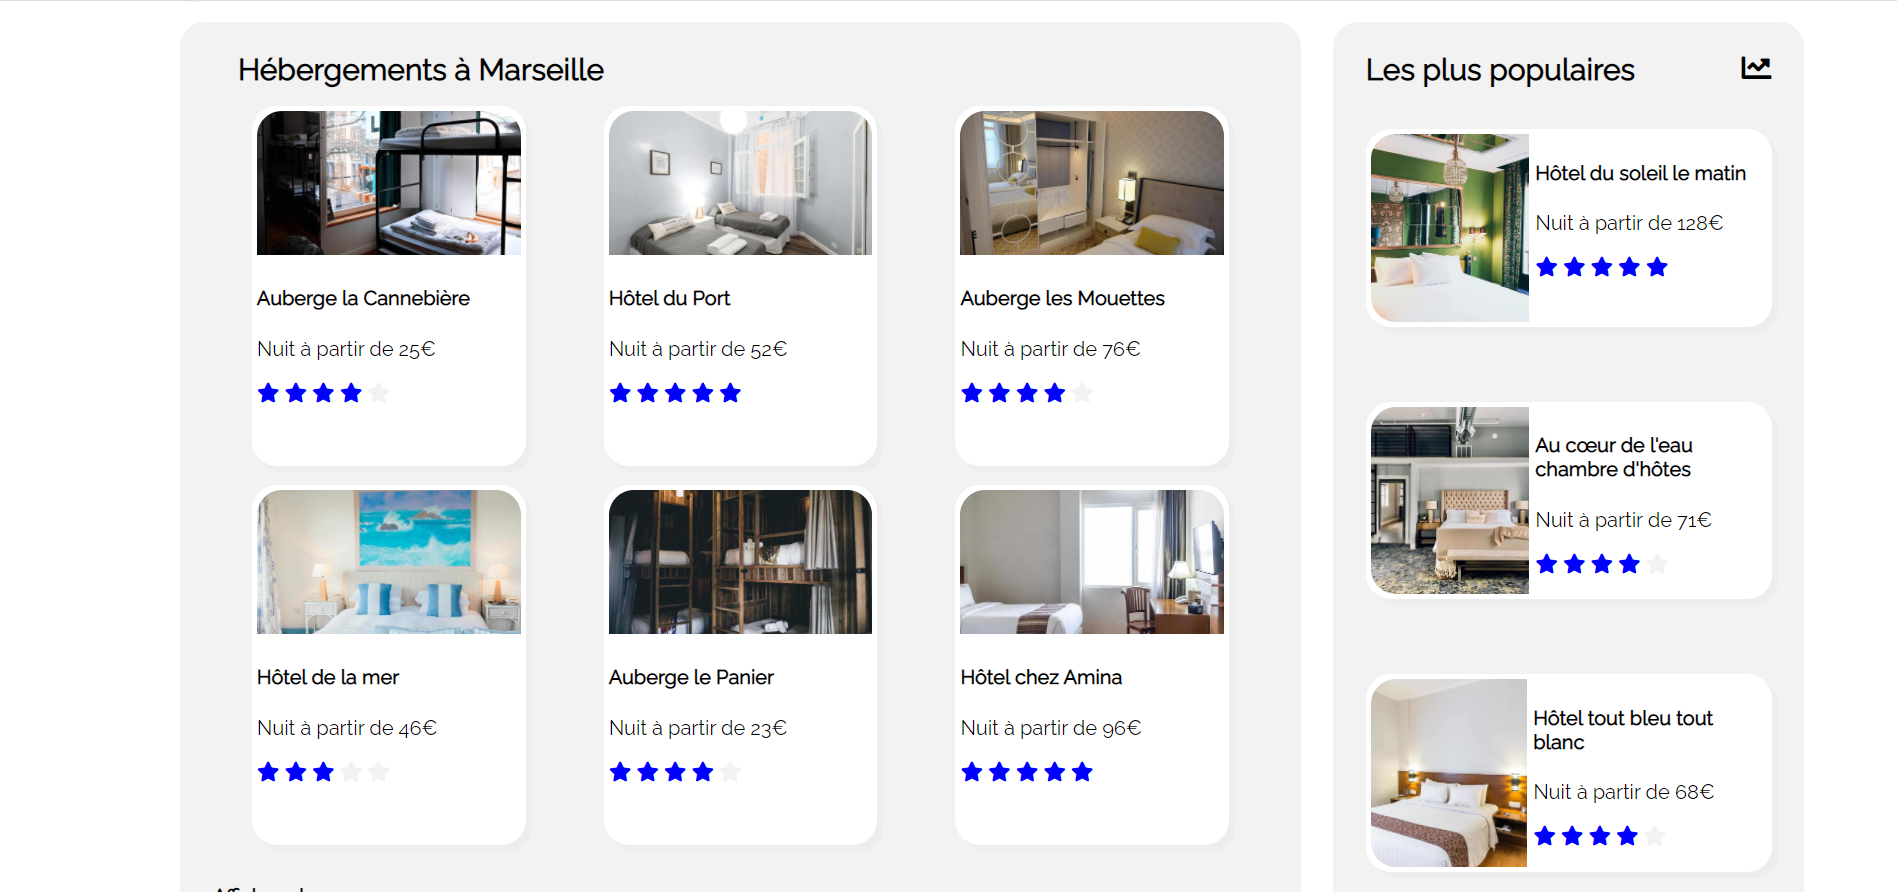 Hébergements à Marseille
Auberge la Cannebière
Nuit à partir de 25€
Hôtel du Port
Nuit à partir de 52€
Auberge les Mouettes
Nuit à partir de 76€
Hôtel de la mer
Nuit à partir de 46€
Auberge le Panier
Nuit à partir de 23€
Hôtel chez Amina
Nuit à partir de 96€
Les plus populaires
Hôtel du soleil le matin
Nuit à partir de 128€
Au cœur de l'eau
chambre d'hôtes
Nuit à partir de 71€
Hôtel tout bleu tout
blanc
Nuit à partir de 68€